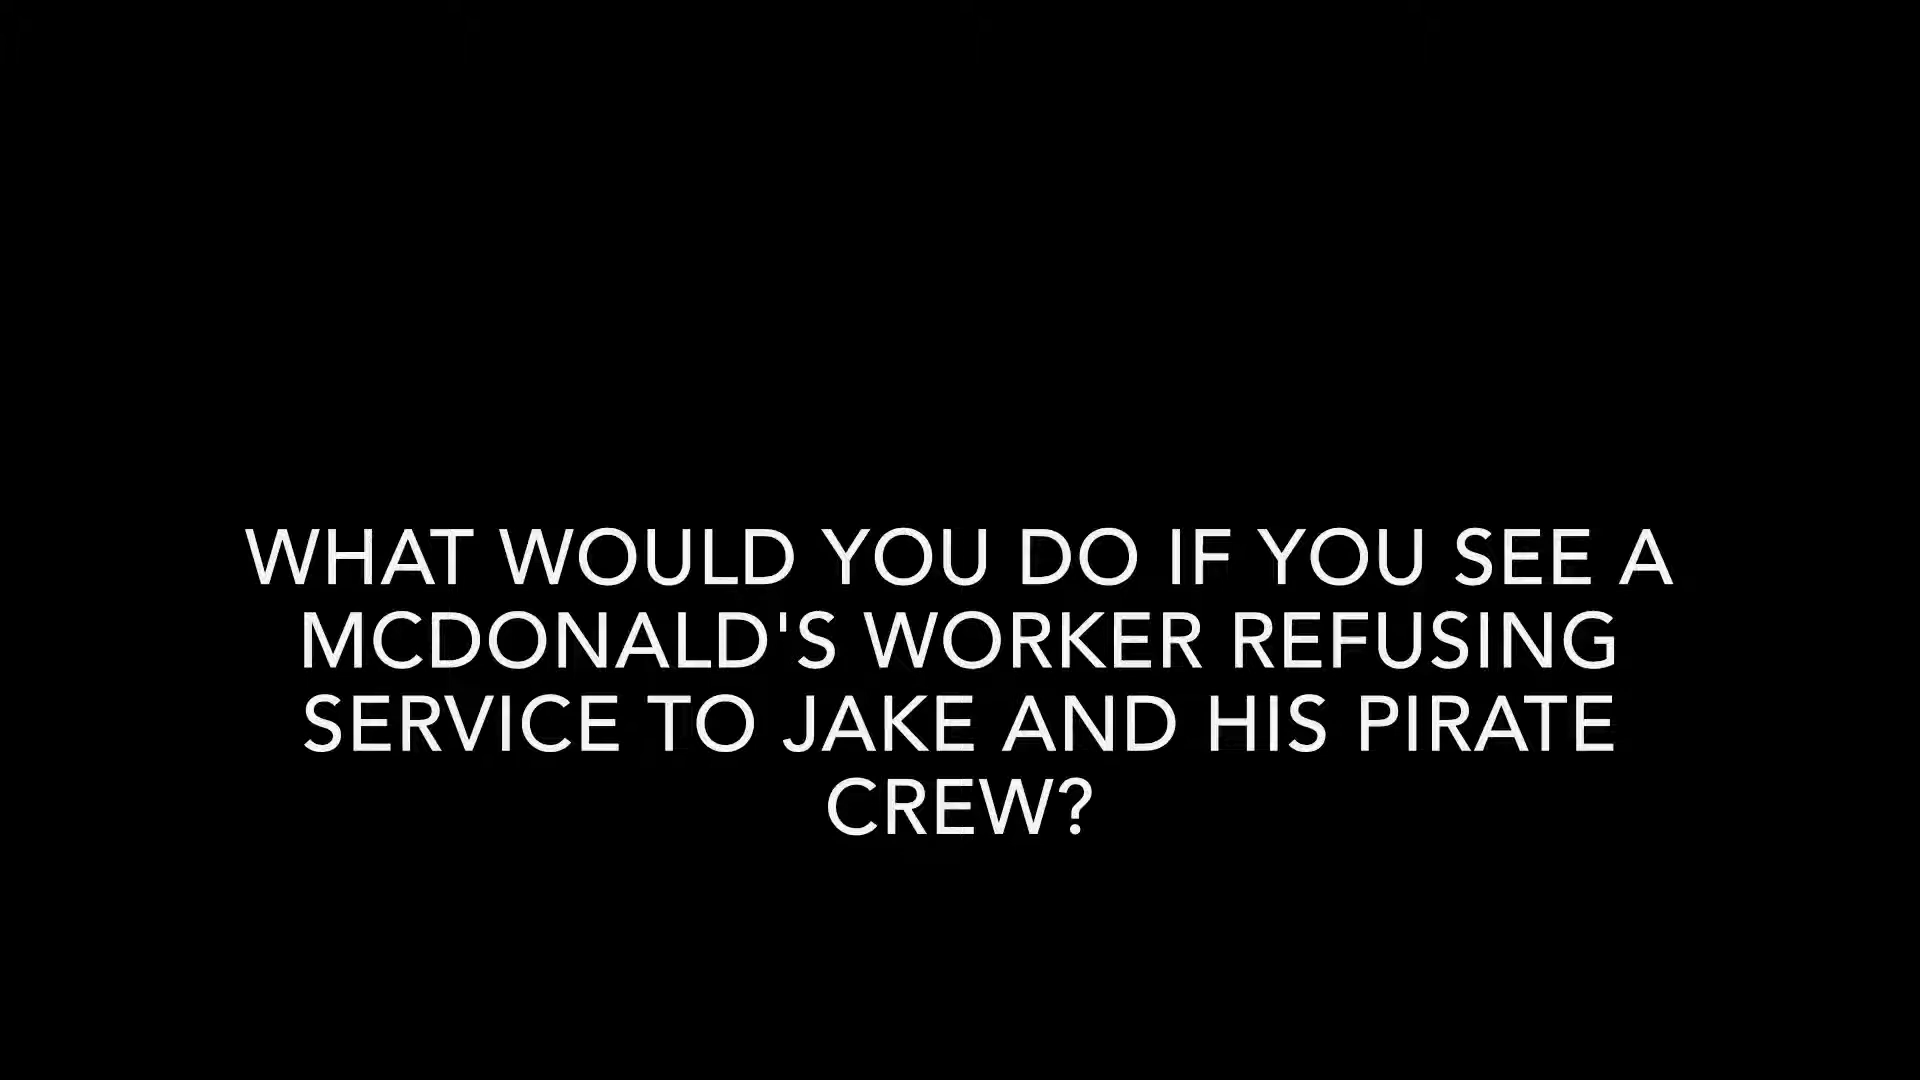 WHAT WOULD YOU DO IF YOU SEE A
MCDONALD'S WORKER REFUSING
SERVICE TO JAKE AND HIS PIRATE
CREW?